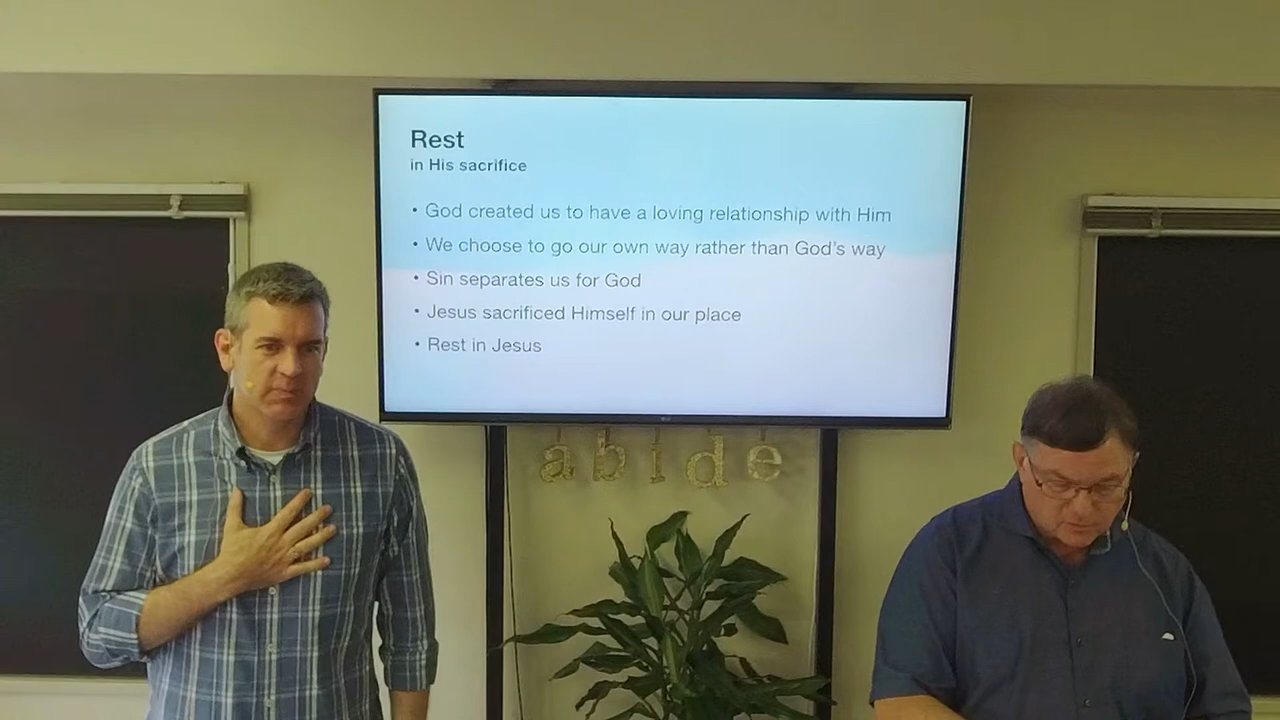 Rest
in His sacrifice
• God created us to have a loving relationship with Him
• We choose to go our own way rather than God's way
• Sin separates us for God
• Jesus sacrificed Himself in our place
• Rest in Jesus
abide